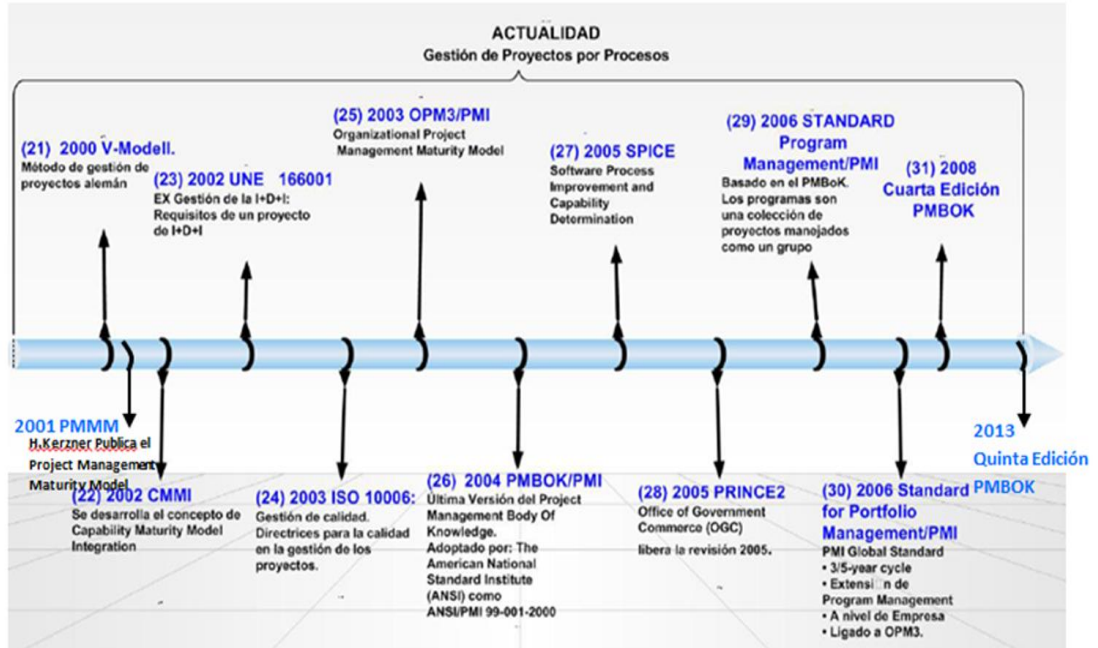 ACTUALIDAD
Gestión de Proyectos por Procesos
(21) 2000 V-Modell.
Método de gestión de
proyectos alemán
(23) 2002 UNE 166001
EX Gestión de la I+D+I:
Requisitos de un proyecto
de I+D+I
(25) 2003 OPM3/PMI
Organizational Project
Management Maturity Model
(27) 2005 SPICE
Software Process
Improvement and
Capability
Determination
(29) 2006 STANDARD
Program
Management/PMI
Basado en el PMBoK.
Los programas son
una colección de
proyectos manejados
como un grupo
(31) 2008
Cuarta Edición
PMBOK
2001 PMMM
H.Kerzner Publica el
Project Management
Maturity Model
(22) 2002 CMMI
Se desarrolla el concepto de
Capability Maturity Model
Integration
(24) 2003 ISO 10006:
Gestión de calidad.
Directrices para la calidad
en la gestión de los
proyectos.
(26) 2004 PMBOK/PMI
Última Versión del Project
Management Body Of
Knowledge.
Adoptado por: The
American National
Standard Institute
(ANSI) como
ANSI/PMI 99-001-2000
(28) 2005 PRINCE2
Office of Government
Commerce (OGC)
libera la revisión 2005.
(30) 2006 Standard
for Portfolio
Management/PMI
PMI Global Standard
• 3/5-year cycle
• Extensi□n de
Program Management
• A nivel de Empresa
• Ligado a OPM3.
2013
Quinta Edición
PMBOK